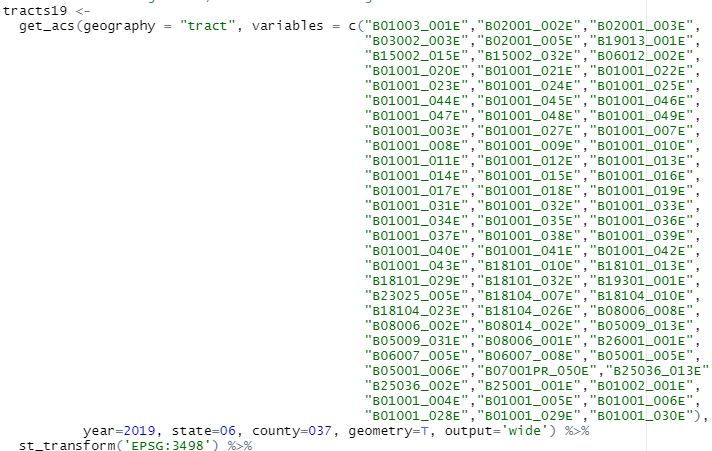 tracts19 <-
get_acs(geography = "tract", variables = c("B01003_001E","B02001_002E","B02001_003E",
"B03002_003E","B02001_005E","B19013_001E",
"B15002_015E","B15002_032E","B06012_002E",
"B01001_020E","B01001_021E","B01001_022E",
"B01001_023E","B01001_024E","B01001_025E",
"B01001_044E","B01001_045E","B01001_046E",
"B01001_047E","B01001_048E","B01001_049E",
"B01001_003E","B01001_027E","B01001_007E",
"B01001_008E","B01001_009E","B01001_010E",
"B01001_011E","B01001_012E","B01001_013E",
"B01001_014E","B01001_015E","B01001_016E",
"B01001_017E","B01001_018E","B01001_019E",
"B01001_031E","B01001_032E","B01001_033E",
"B01001_034E","B01001_035E","B01001_036E",
"B01001_037E","B01001_038E","B01001_039E",
"B01001_040E","B01001_041E","B01001_042E",
"B01001_043E","B18101_010E","B18101_013E",
"B18101_029E","B18101_032E","B19301_001E",
"B23025_005E","B18104_007E","B18104_010E",
"B18104_023E","B18104_026E","B08006_008E",
"B08006_002E","B08014_002E","B05009_013E",
"B05009_031E","B08006_001E","B26001_001E",
"B06007_005E","B06007_008E","B05001_005E",
"B05001_006E","B07001PR_050E","B25036_013E"
"B25036_002E","B25001_001E","B01002_001E",
"B01001_004E","B01001_005E","B01001_006E",
"B01001_028E","B01001_029E","B01001_030E"),
year=2019, state=06, county=037, geometry=T, output='wide') %>%
st_transform('EPSG:3498') %>%